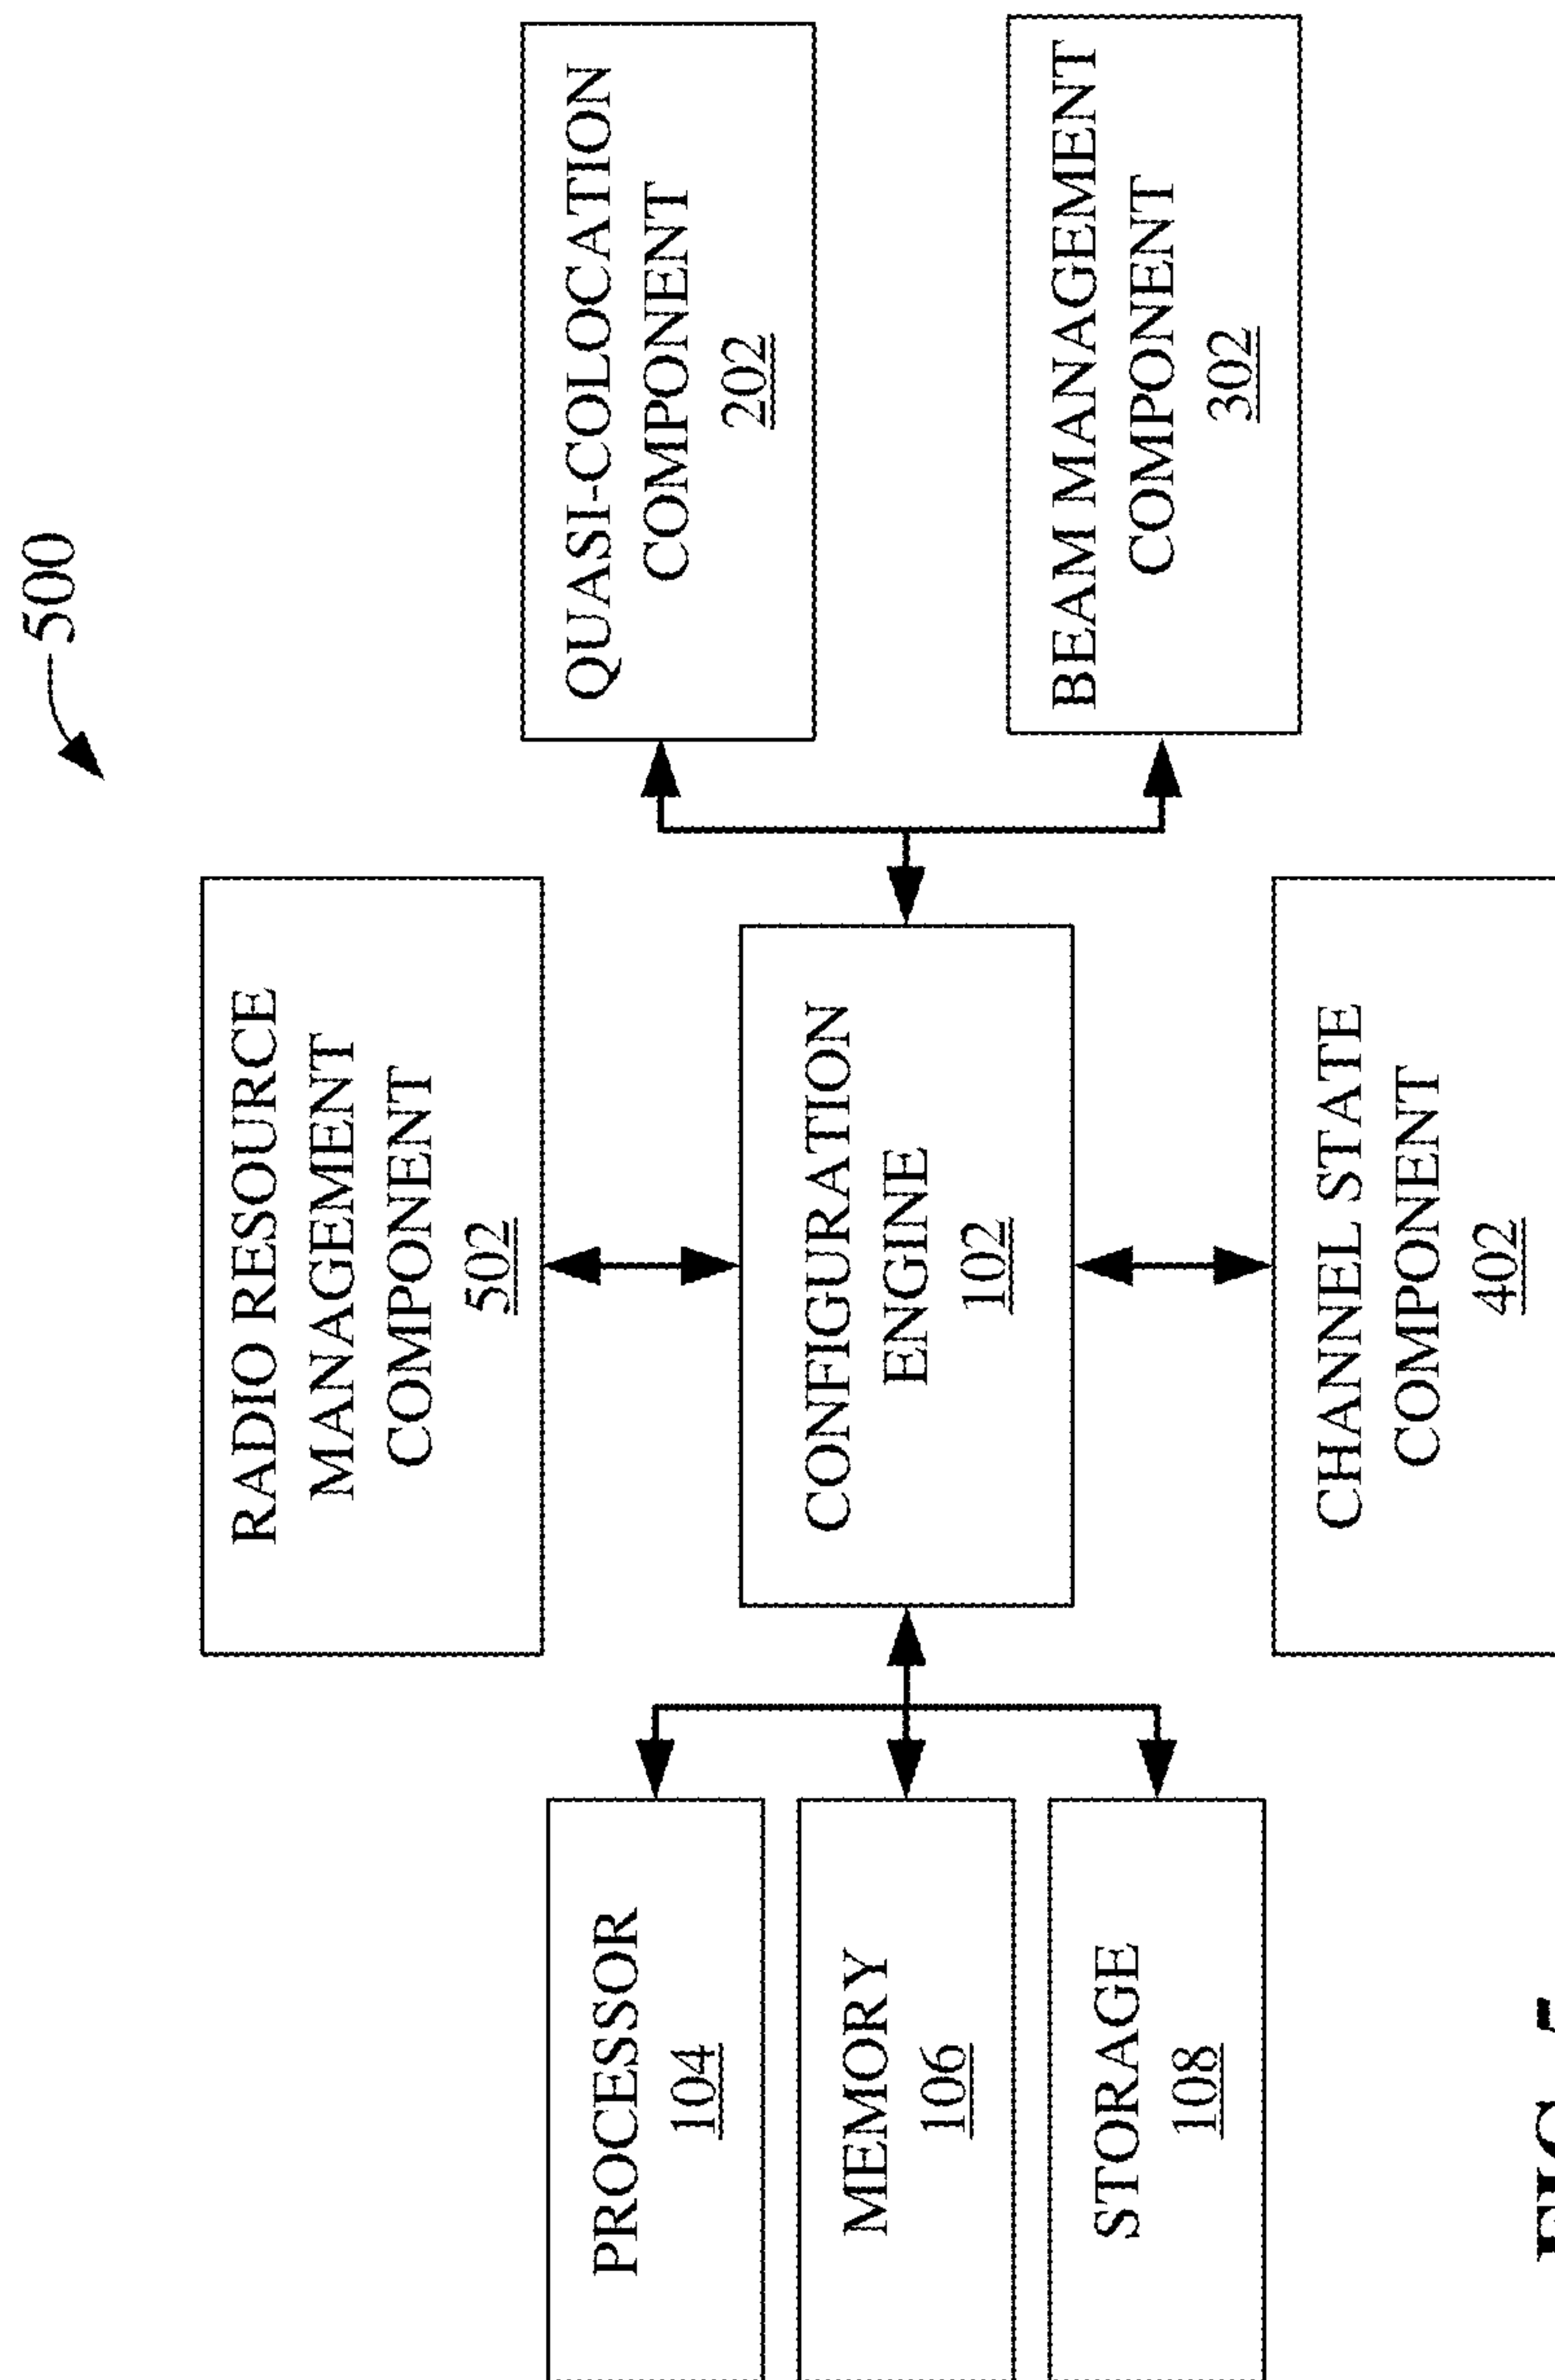 500
RADIO RESOURCE
MANAGEMENT
COMPONENT
502
PROCESSOR
104
MEMORY
106
STORAGE
108
CONFIGURATION
ENGINE
102
QUASI-COLOCATION
COMPONENT
202
BEAM MANAGEMENT
COMPONENT
302
CHANNEL STATE
COMPONENT
402